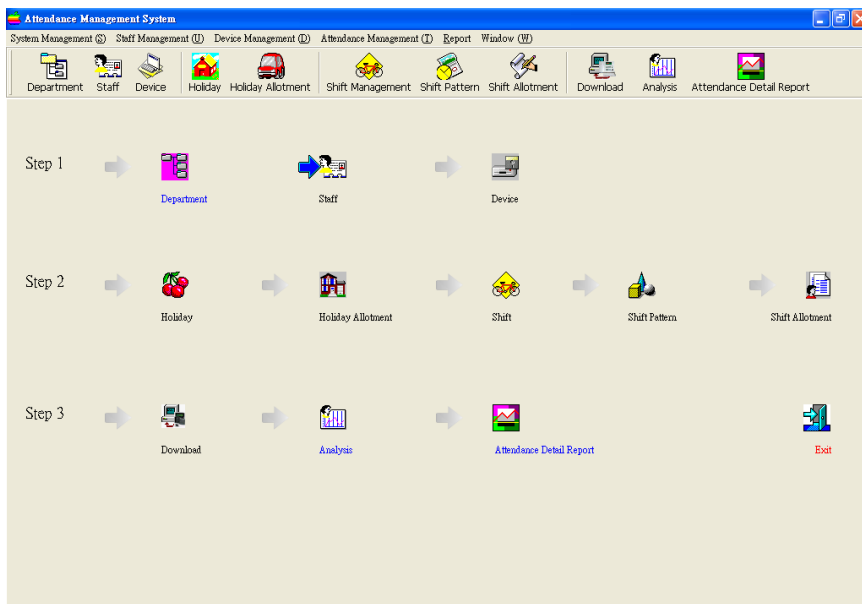 Attendance Management System
System Management (S) Staff Management (U) Device Management (D) Attendance Management (T) Report Window (W)
Department Staff Device Holiday Holiday Allotment Shift Management Shift Pattern Shift Allotment Download Analysis Attendance Detail Report
Step 1
Department Staff Device
Step 2
Holiday Holiday Allotment Shift Shift Pattern Shift Allotment
Step 3
Download Analysis Attendance Detail Report Exit